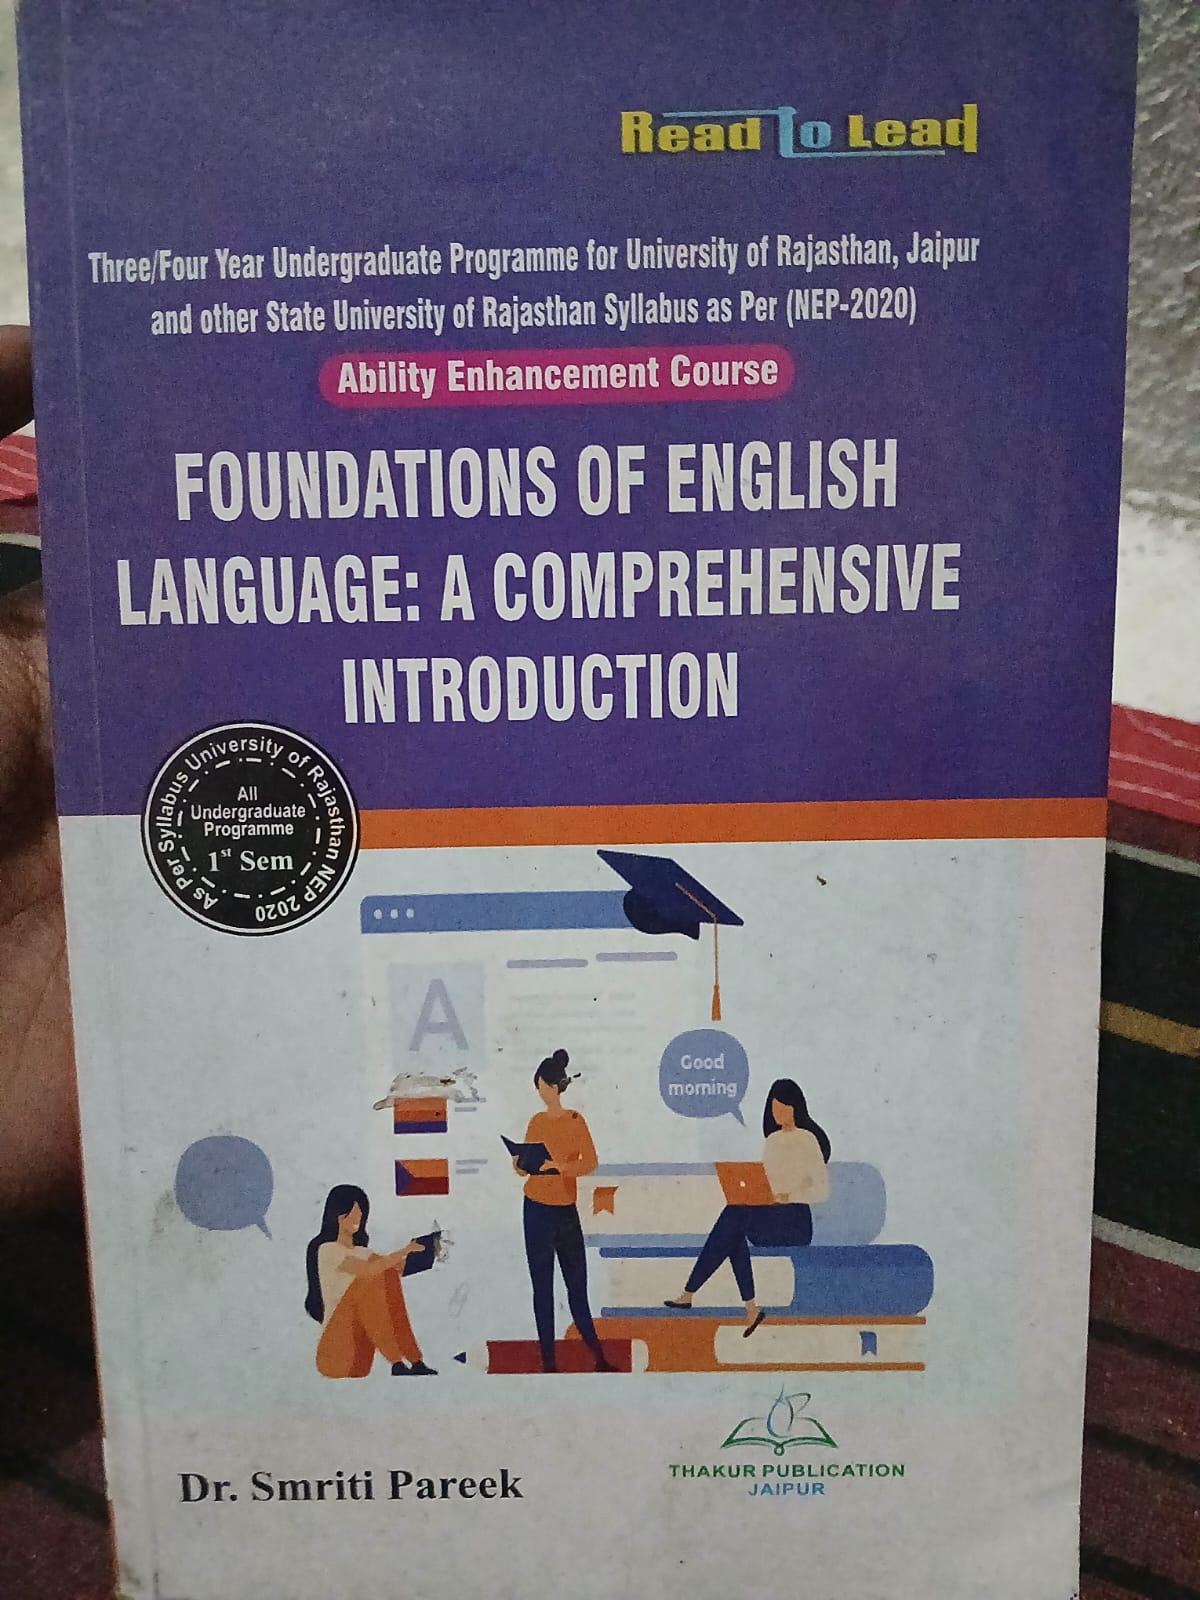 Read To Lead
Three/Four Year Undergraduate Programme for University of Rajasthan, Jaipur
and other State University of Rajasthan Syllabus as Per (NEP-2020)
Ability Enhancement Course
FOUNDATIONS OF ENGLISH
LANGUAGE: A COMPREHENSIVE
INTRODUCTION
As Per Syllabus University of Rajasthan NEP 2020
All
Undergraduate
Programme
1st Sem
A
Good
morning
Dr. Smriti Pareek
THAKUR PUBLICATION
JAIPUR